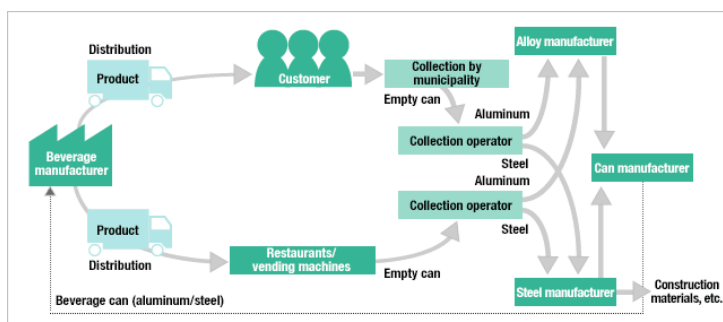 Distribution
Product
Customer
Collection by
municipality
Empty can
Alloy manufacturer
Aluminum
Collection operator
Steel
Beverage
manufacturer
Can manufacturer
Aluminum
Collection operator
Steel
Product
Distribution
Restaurants/
vending machines
Empty can
Steel manufacturer
Construction
materials, etc.
Beverage can (aluminum/steel)